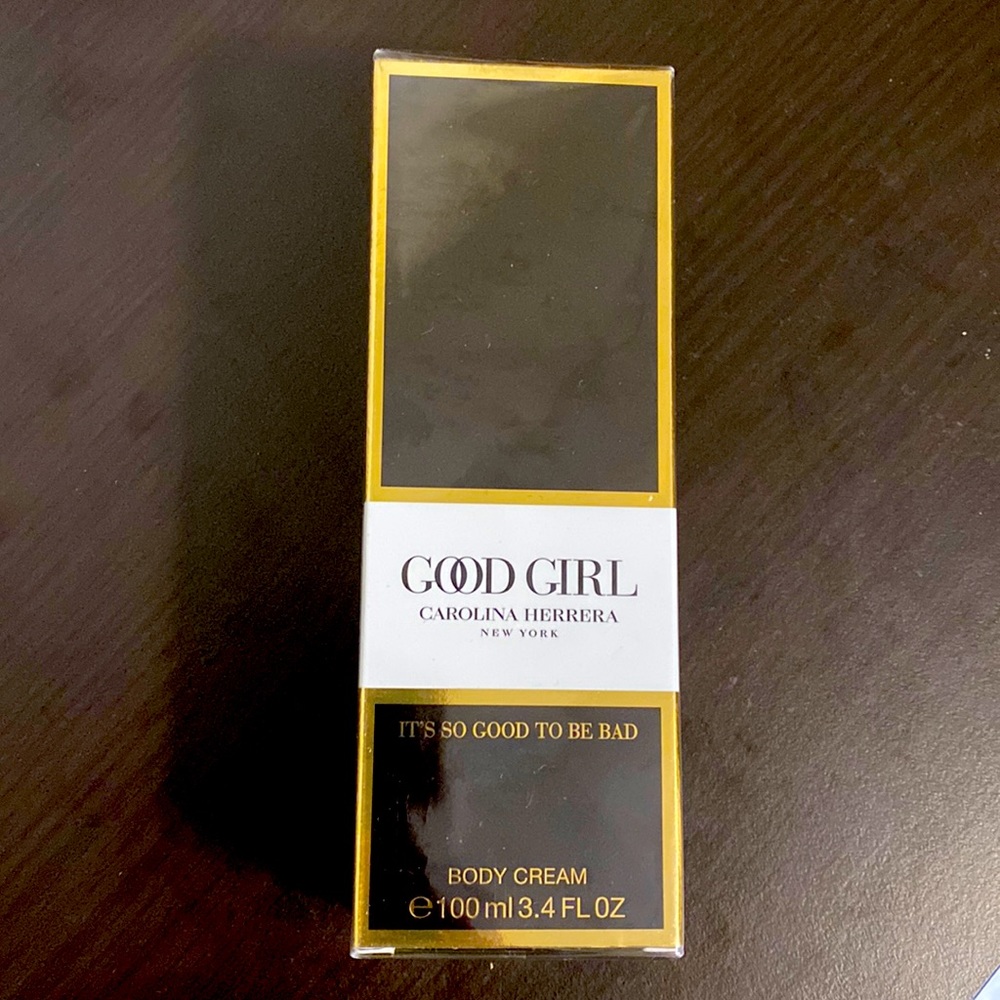 GOOD GIRL
CAROLINA HERRERA
NEW YORK
IT'S SO GOOD TO BE BAD
BODY CREAM
℮100 ml 3.4 FL OZ